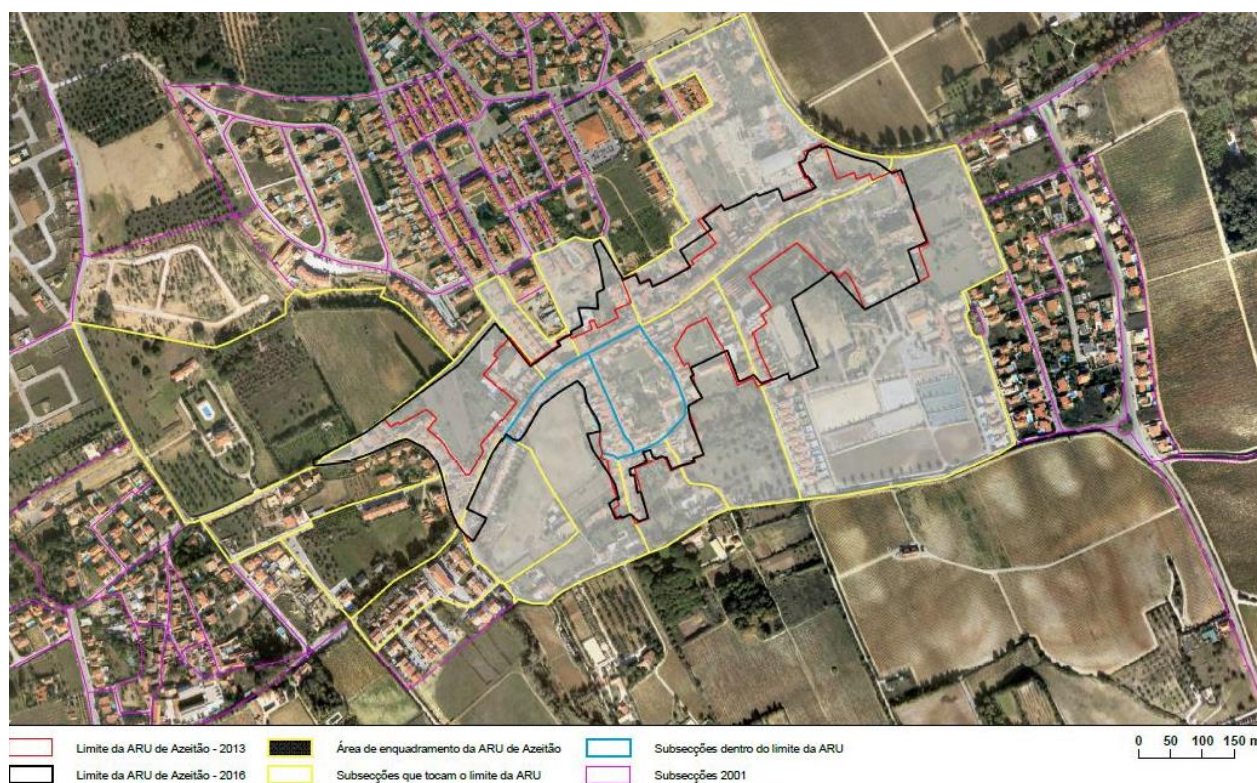 Limite da ARU de Azeitão - 2013 Área de enquadramento da ARU de Azeitão Subsecções dentro do limite da ARU 0 50 100 150 m
Limite da ARU de Azeitão - 2016 Subsecções que tocam o limite da ARU Subsecções 2001